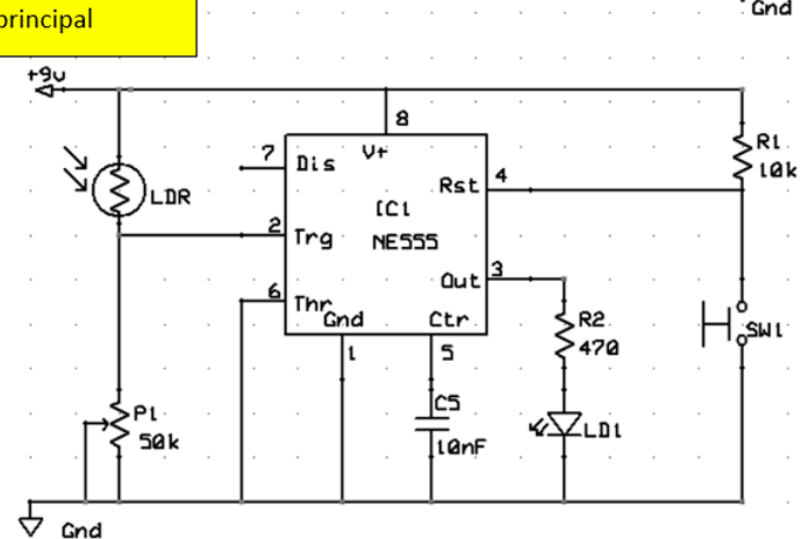 principal
Gnd
+9v
8
7
Dis
V+
R1
10k
LDR
Rst
4
IC1
2
Trg
NE555
Out
3
6
Thr
Gnd
Ctr
R2
470
SW1
1
5
P1
50k
C5
10nF
LD1
Gnd